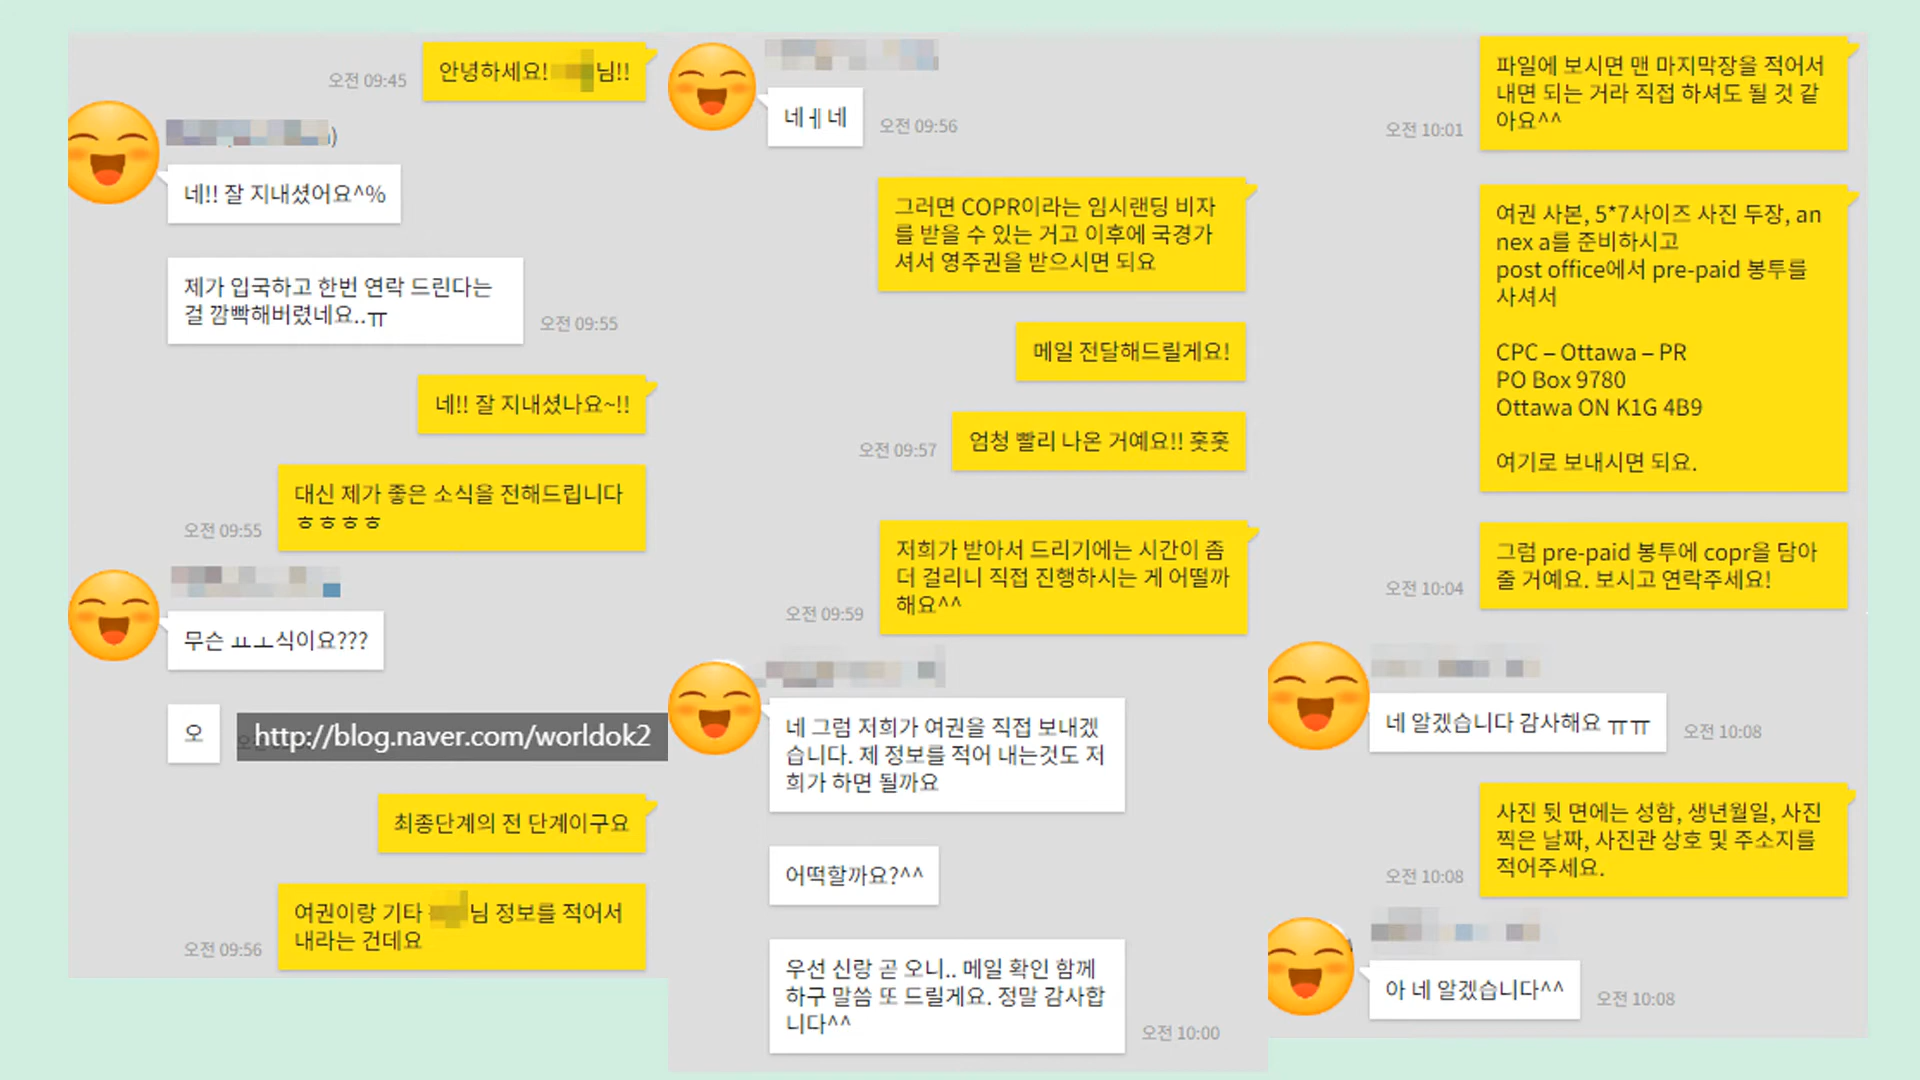 안녕하세요! 님!!
오전 09:45
)
네!! 잘 지내셨어요^%
제가 입국하고 한번 연락 드린다는
걸 깜빡해버렸네요..ㅠ
오전 09:55
네!! 잘 지내셨나요~!!
대신 제가 좋은 소식을 전해드립니다
ㅎㅎㅎㅎ
오전 09:55
무슨 ㅛㅗ식이요???
오
http://blog.naver.com/worldok2
최종단계의 전 단계이구요
여권이랑 기타 님 정보를 적어서
내라는 건데요
오전 09:56
네ㅔ네
오전 09:56
그러면 COPR이라는 임시랜딩 비자
를 받을 수 있는 거고 이후에 국경가
셔서 영주권을 받으시면 되요
메일 전달해드릴게요!
엄청 빨리 나온 거예요!! 훗훗
오전 09:57
저희가 받아서 드리기에는 시간이 좀
더 걸리니 직접 진행하시는 게 어떨까
해요^^
오전 09:59
네 그럼 저희가 여권을 직접 보내겠
습니다. 제 정보를 적어 내는것도 저
희가 하면 될까요
어떡할까요?^^
우선 신랑 곧 오니.. 메일 확인 함께
하구 말씀 또 드릴게요. 정말 감사합
니다^^
오전 10:00
파일에 보시면 맨 마지막장을 적어서
내면 되는 거라 직접 하셔도 될 것 같
아요^^
오전 10:01
여권 사본, 5*7사이즈 사진 두장, an
nex a를 준비하시고
post office에서 pre-paid 봉투를
사셔서
CPC – Ottawa – PR
PO Box 9780
Ottawa ON K1G 4B9
여기로 보내시면 되요.
그럼 pre-paid 봉투에 copr을 담아
줄 거예요. 보시고 연락주세요!
오전 10:04
네 알겠습니다 감사해요 ㅠㅠ
오전 10:08
사진 뒷 면에는 성함, 생년월일, 사진
찍은 날짜, 사진관 상호 및 주소지를
적어주세요.
오전 10:08
아 네 알겠습니다^^
오전 10:08